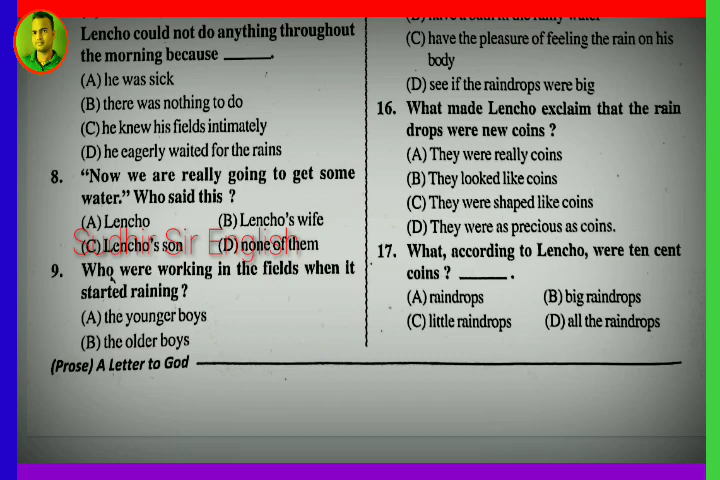 Lencho could not do anything throughout
the morning because ______.
(A) he was sick
(B) there was nothing to do
(C) he knew his fields intimately
(D) he eagerly waited for the rains
8. “Now we are really going to get some
water.” Who said this ?
(A) Lencho (B) Lencho's wife
(C) Lencho's son (D) none of them
Sudhir Sir English
9. Who were working in the fields when it
started raining ?
(A) the younger boys
(B) the older boys
(C) have the pleasure of feeling the rain on his
body
(D) see if the raindrops were big
16. What made Lencho exclaim that the rain
drops were new coins ?
(A) They were really coins
(B) They looked like coins
(C) They were shaped like coins
(D) They were as precious as coins.
17. What, according to Lencho, were ten cent
coins ? ______ .
(A) raindrops (B) big raindrops
(C) little raindrops (D) all the raindrops
(Prose) A Letter to God